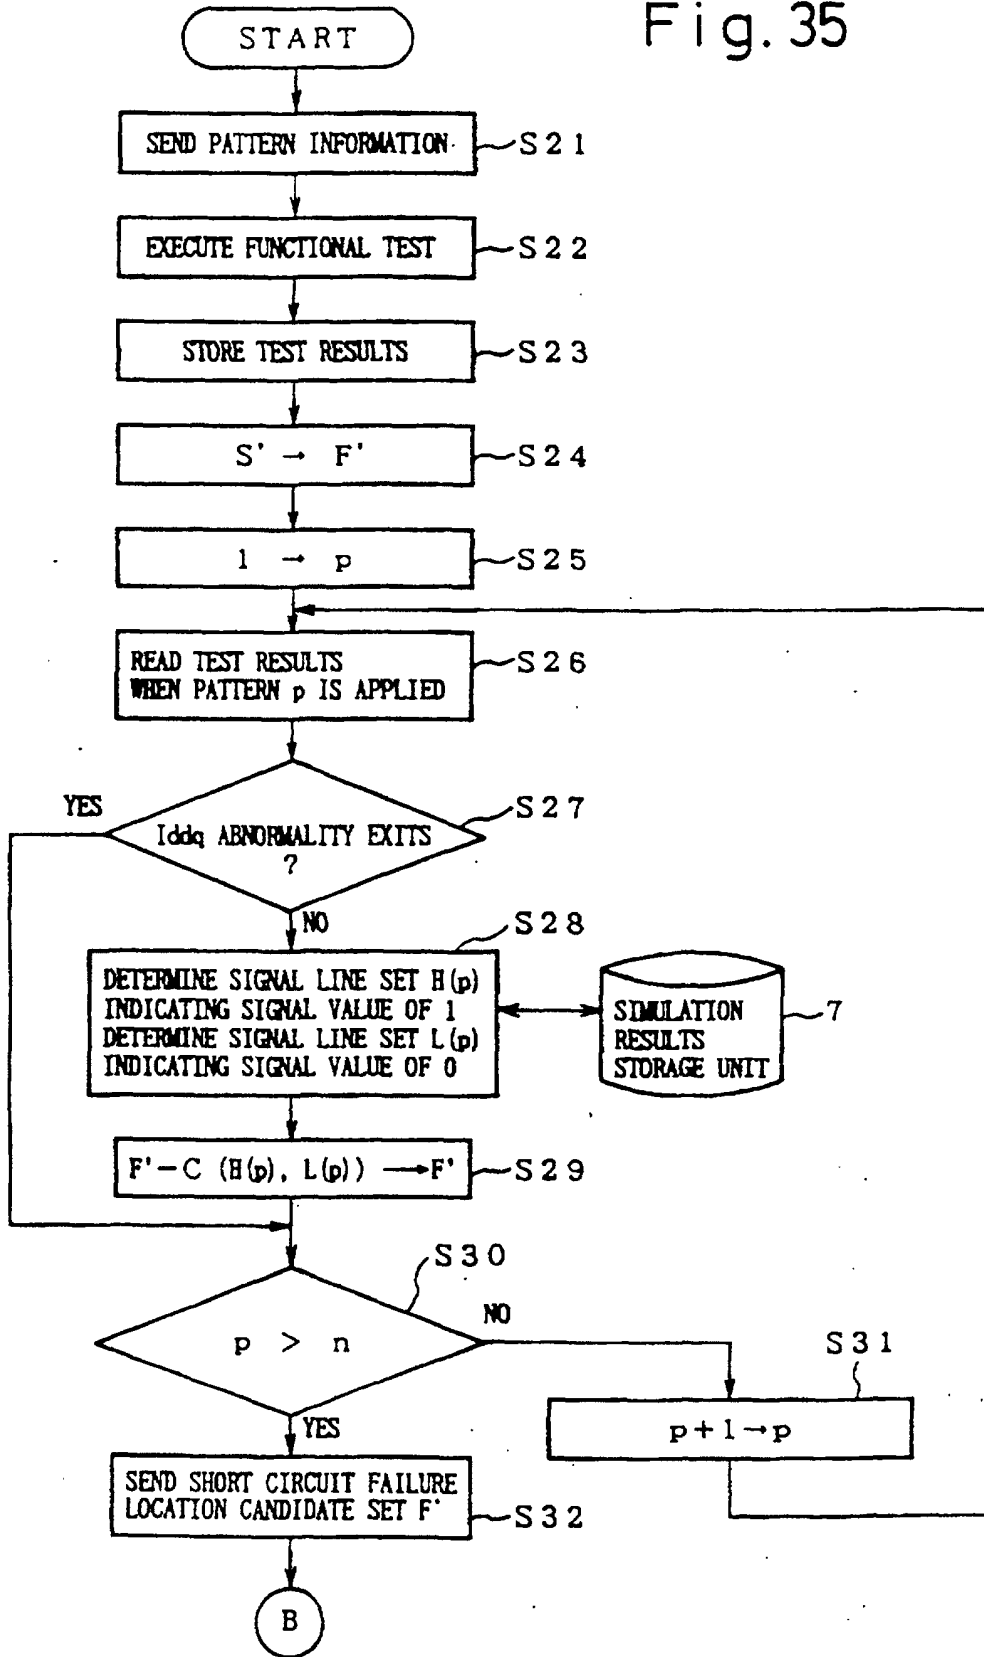 Fig. 35
START
SEND PATTERN INFORMATION
S21
EXECUTE FUNCTIONAL TEST
S22
STORE TEST RESULTS
S23
S' → F'
S24
1 → p
S25
READ TEST RESULTS
WHEN PATTERN p IS APPLIED
S26
YES
Iddq ABNORMALITY EXITS
?
S27
NO
S28
DETERMINE SIGNAL LINE SET H(p)
INDICATING SIGNAL VALUE OF 1
DETERMINE SIGNAL LINE SET L(p)
INDICATING SIGNAL VALUE OF 0
SIMULATION
RESULTS
STORAGE UNIT
7
F'-C (H(p), L(p)) → F'
S29
S30
p > n
NO
YES
S31
p+1→p
SEND SHORT CIRCUIT FAILURE
LOCATION CANDIDATE SET F'
S32
B